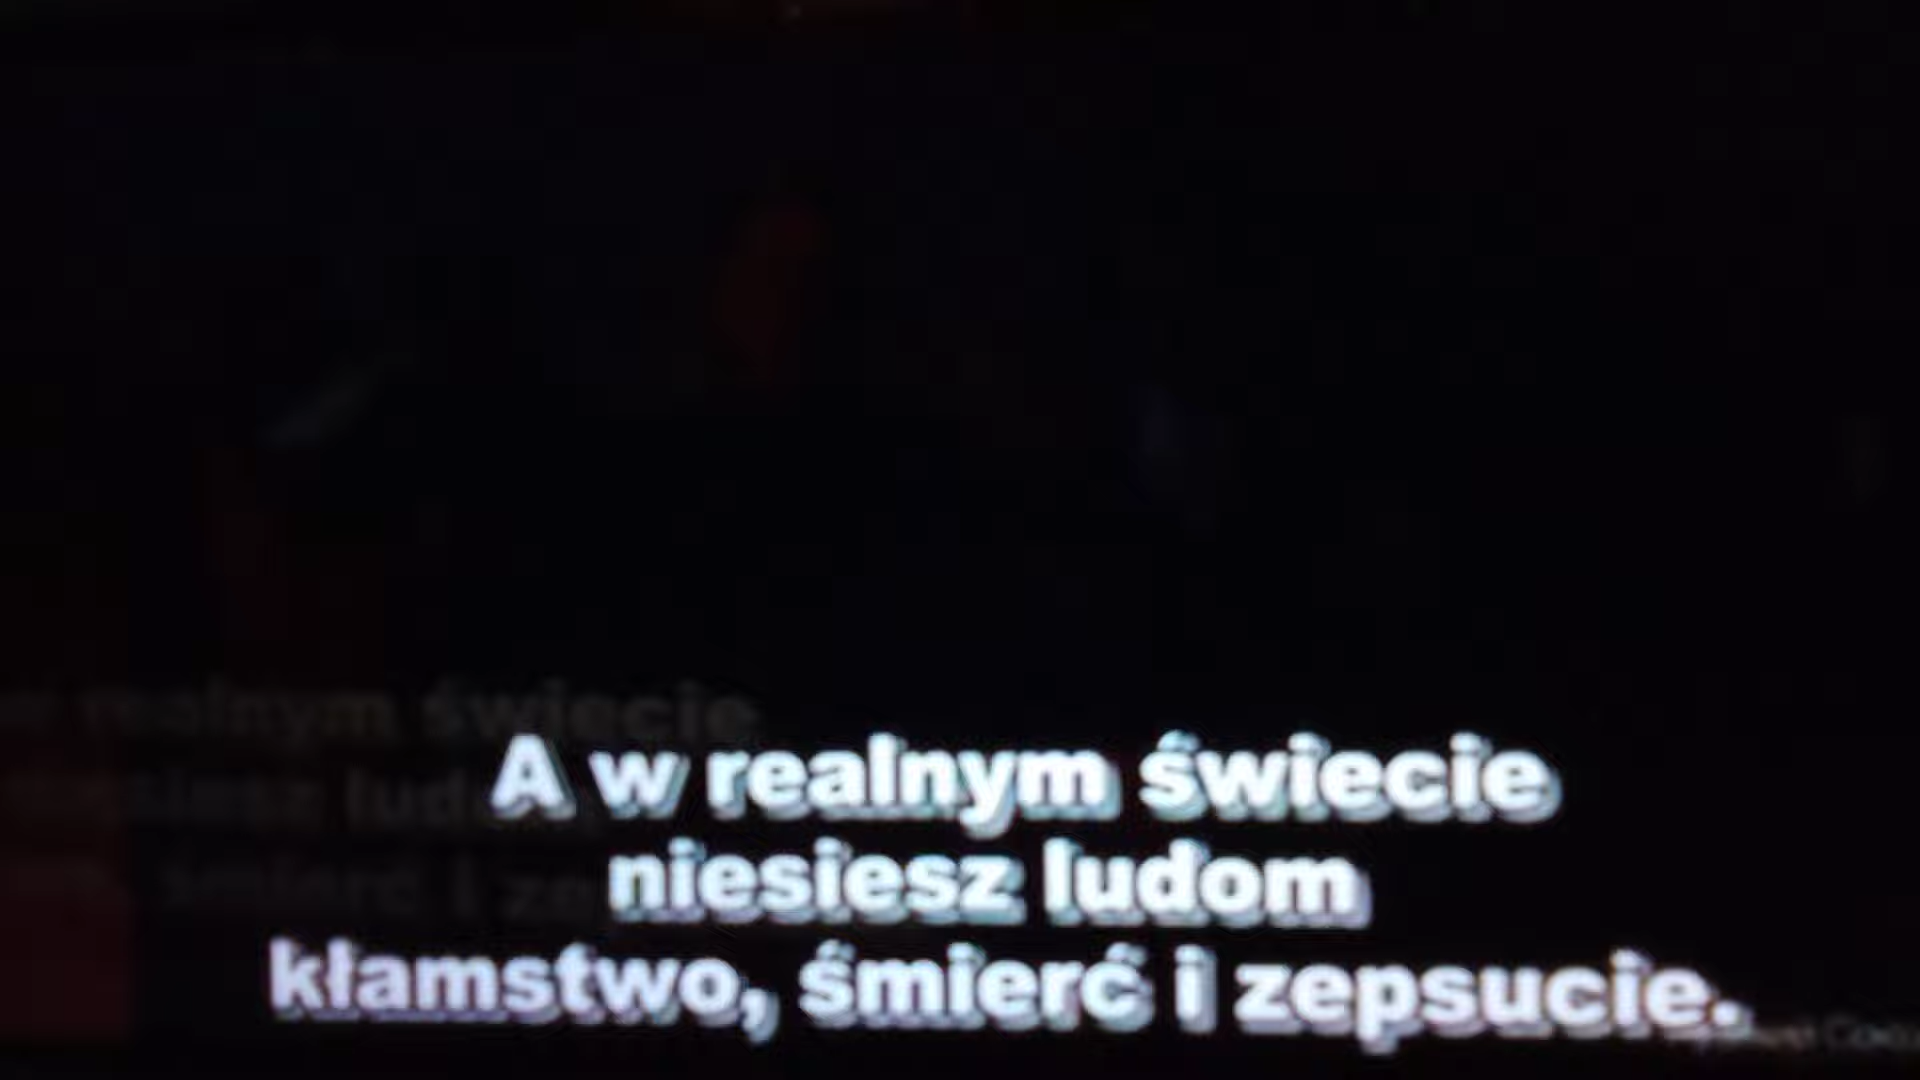 A w realnym świecie
niesiesz ludom
kłamstwo, śmierć i zepsucie.